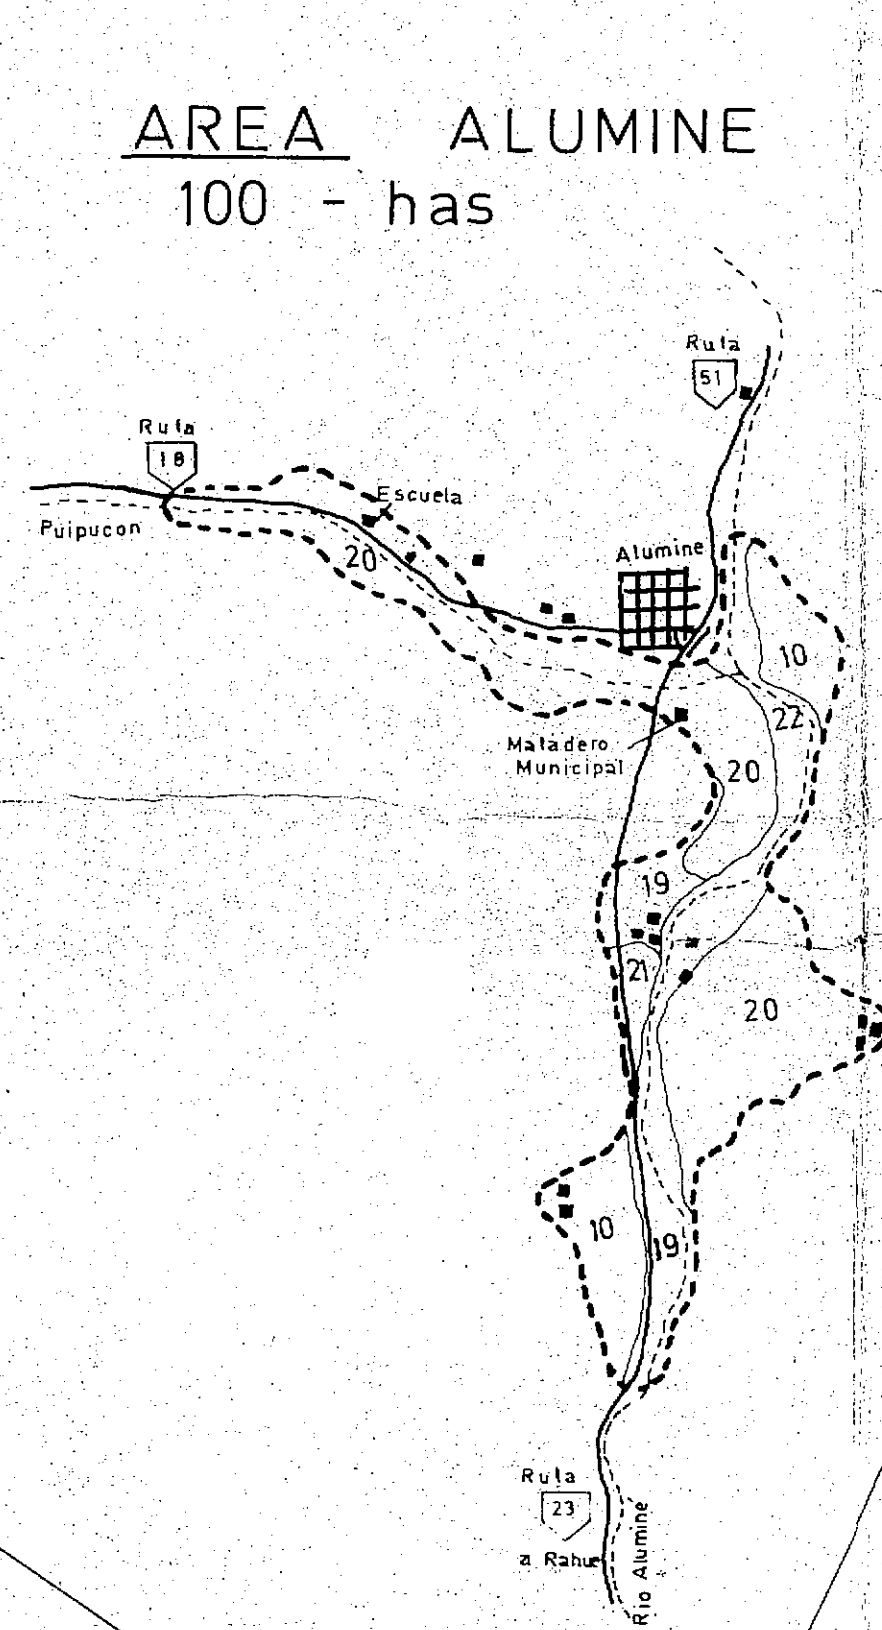 AREA ALUMINE
100 - has
Ruta
51
Ruta
18
Escuela
Puipucon
20
Alumine
10
22
Matadero
Municipal
20
19
21
20
10
19
Ruta
23
a Rahue
Rio Alumine